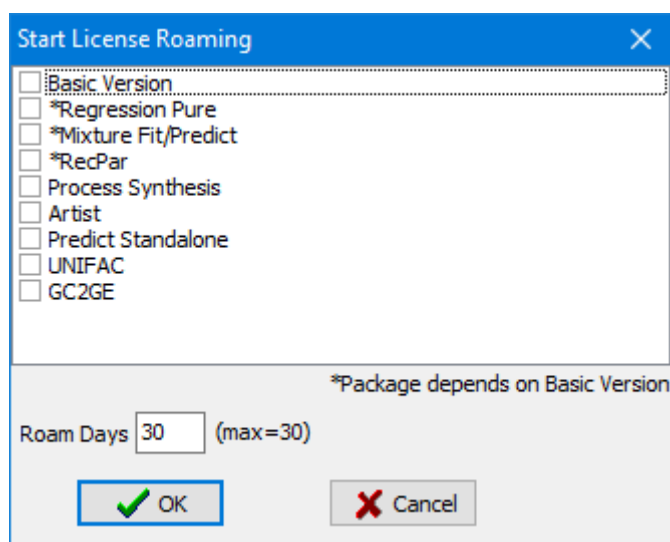 Start License Roaming
Basic Version
*Regression Pure
*Mixture Fit/Predict
*RecPar
Process Synthesis
Artist
Predict Standalone
UNIFAC
GC2GE
*Package depends on Basic Version
Roam Days 30 (max=30)
OK Cancel